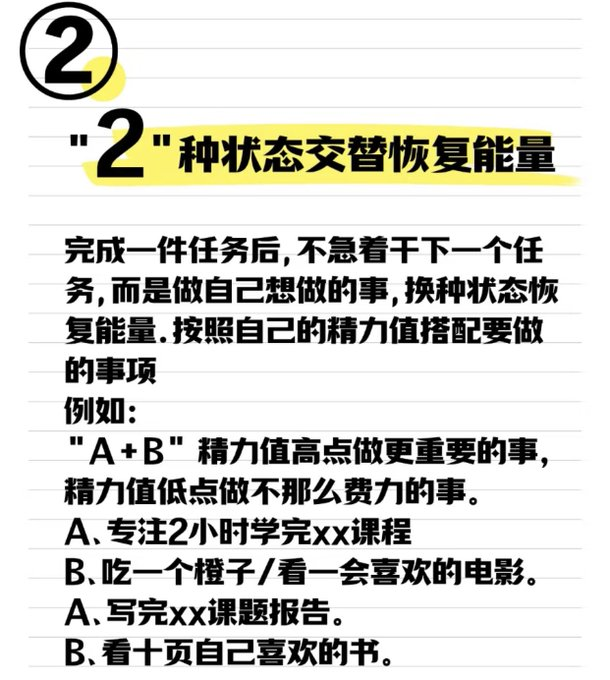 2
"2"种状态交替恢复能量
完成一件任务后,不急着干下一个任
务,而是做自己想做的事,换种状态恢
复能量.按照自己的精力值搭配要做
的事项
例如:
"A+B" 精力值高点做更重要的事,
精力值低点做不那么费力的事。
A、专注2小时学完xx课程
B、吃一个橙子/看一会喜欢的电影。
A、写完xx课题报告。
B、看十页自己喜欢的书。